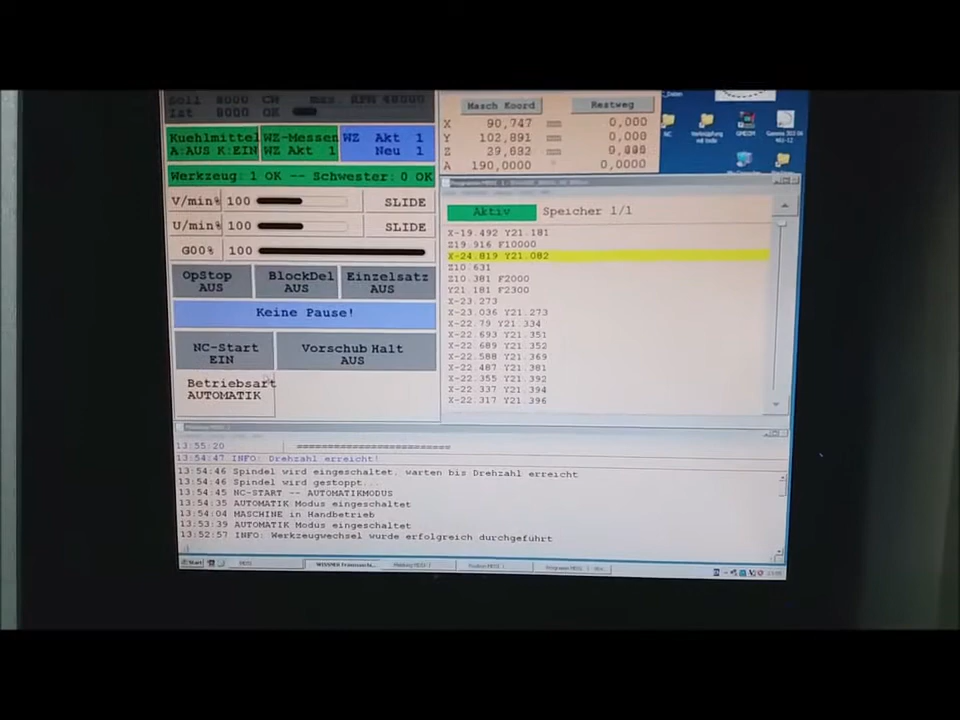 Soll 8000
Ist 8000 OK
Kuehlmittel
A:AUS K:EIN
WZ-Messen
WZ Akt 1
WZ Akt 1
Neu 1
Werkzeug: 1 OK -- Schwester: 0 OK
V/min% 100 SLIDE
U/min% 100 SLIDE
G00% 100
OpStop
AUS
BlockDel
AUS
Einzelsatz
AUS
Keine Pause!
NC-Start
EIN
Vorschub Halt
AUS
Betriebsart
AUTOMATIK
Masch Koord Restweg
X 90,747 0,000
Y 102,891 0,000
Z 29,632
A 190,0000 0,0000
Aktiv Speicher 1/1
X-19.492 Y21.181
Z19.916 F10000
X-24.819 Y21.082
Z10.631
Z10.381 F2000
Y21.181 F2300
X-23.273
X-23.036 Y21.273
X-22.79 Y21.334
X-22.693 Y21.351
X-22.689 Y21.352
X-22.588 Y21.369
X-22.487 Y21.381
X-22.355 Y21.392
X-22.337 Y21.394
X-22.317 Y21.396
13:55:20 ====================
13:54:47 INFO: Drehzahl erreicht!
13:54:46 Spindel wird eingeschaltet, warten bis Drehzahl erreicht
13:54:46 Spindel wird gestoppt...
13:54:45 NC-START -- AUTOMATIKMODUS
13:54:35 AUTOMATIK Modus eingeschaltet
13:54:04 MASCHINE in Handbetrieb
13:53:39 AUTOMATIK Modus eingeschaltet
13:52:57 INFO: Werkzeugwechsel wurde erfolgreich durchgeführt
Start